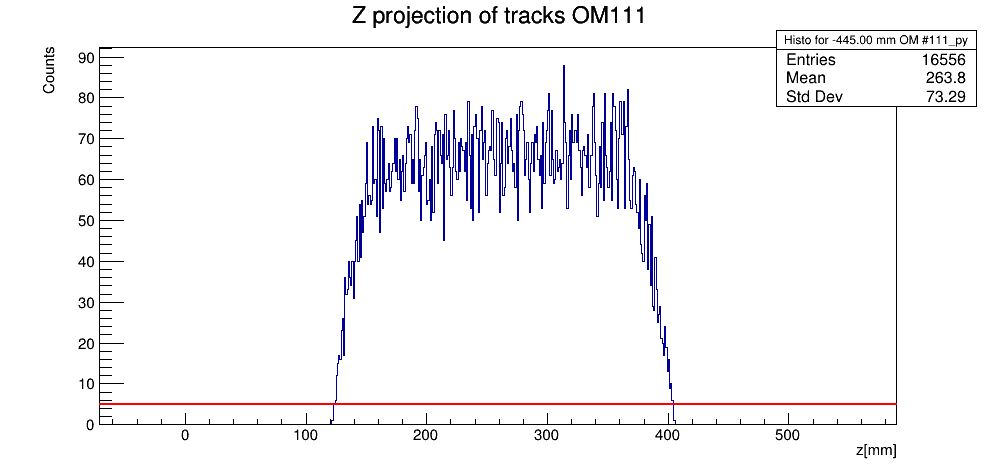 Z projection of tracks OM111
Histo for -445.00 mm OM #111_py
Entries 16556
Mean 263.8
Std Dev 73.29
Counts
90
80
70
60
50
40
30
20
10
0
0 100 200 300 400 500
z[mm]